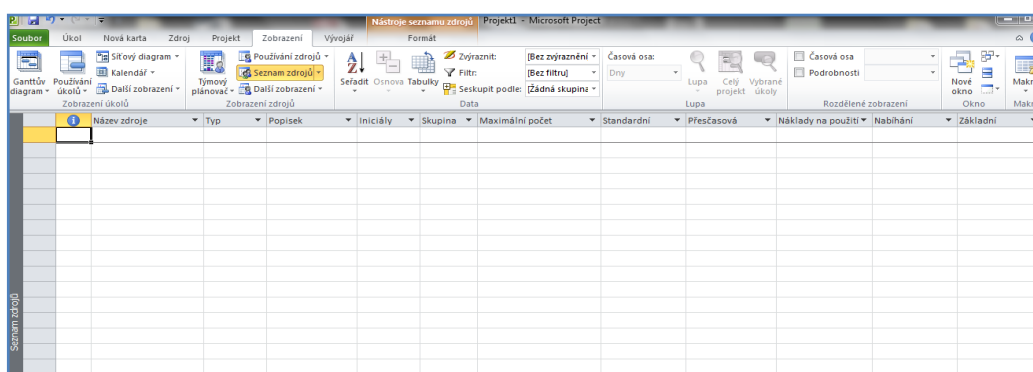 Nástroje seznamu zdrojů Projekt1 - Microsoft Project
Soubor Úkol Nová karta Zdroj Projekt Zobrazení Vývojář Formát
Ganttův diagram Používání úkolů Síťový diagram Kalendář Další zobrazení
Zobrazení úkolů
Týmový plánovač Používání zdrojů Seznam zdrojů Další zobrazení
Zobrazení zdrojů
Seřadit Osnova Tabulky
Zvýraznit: [Bez zvýraznění
Filtr: [Bez filtru]
Seskupit podle: [Žádná skupina
Data
Časová osa:
Dny
Lupa Celý projekt Vybrané úkoly
Lupa
Časová osa
Podrobnosti
Rozdělené zobrazení
Nové okno
Okno
Makr
Makr
Název zdroje Typ Popisek Iniciály Skupina Maximální počet Standardní Přesčasová Náklady na použití Nabíhání Základní
Seznam zdrojů